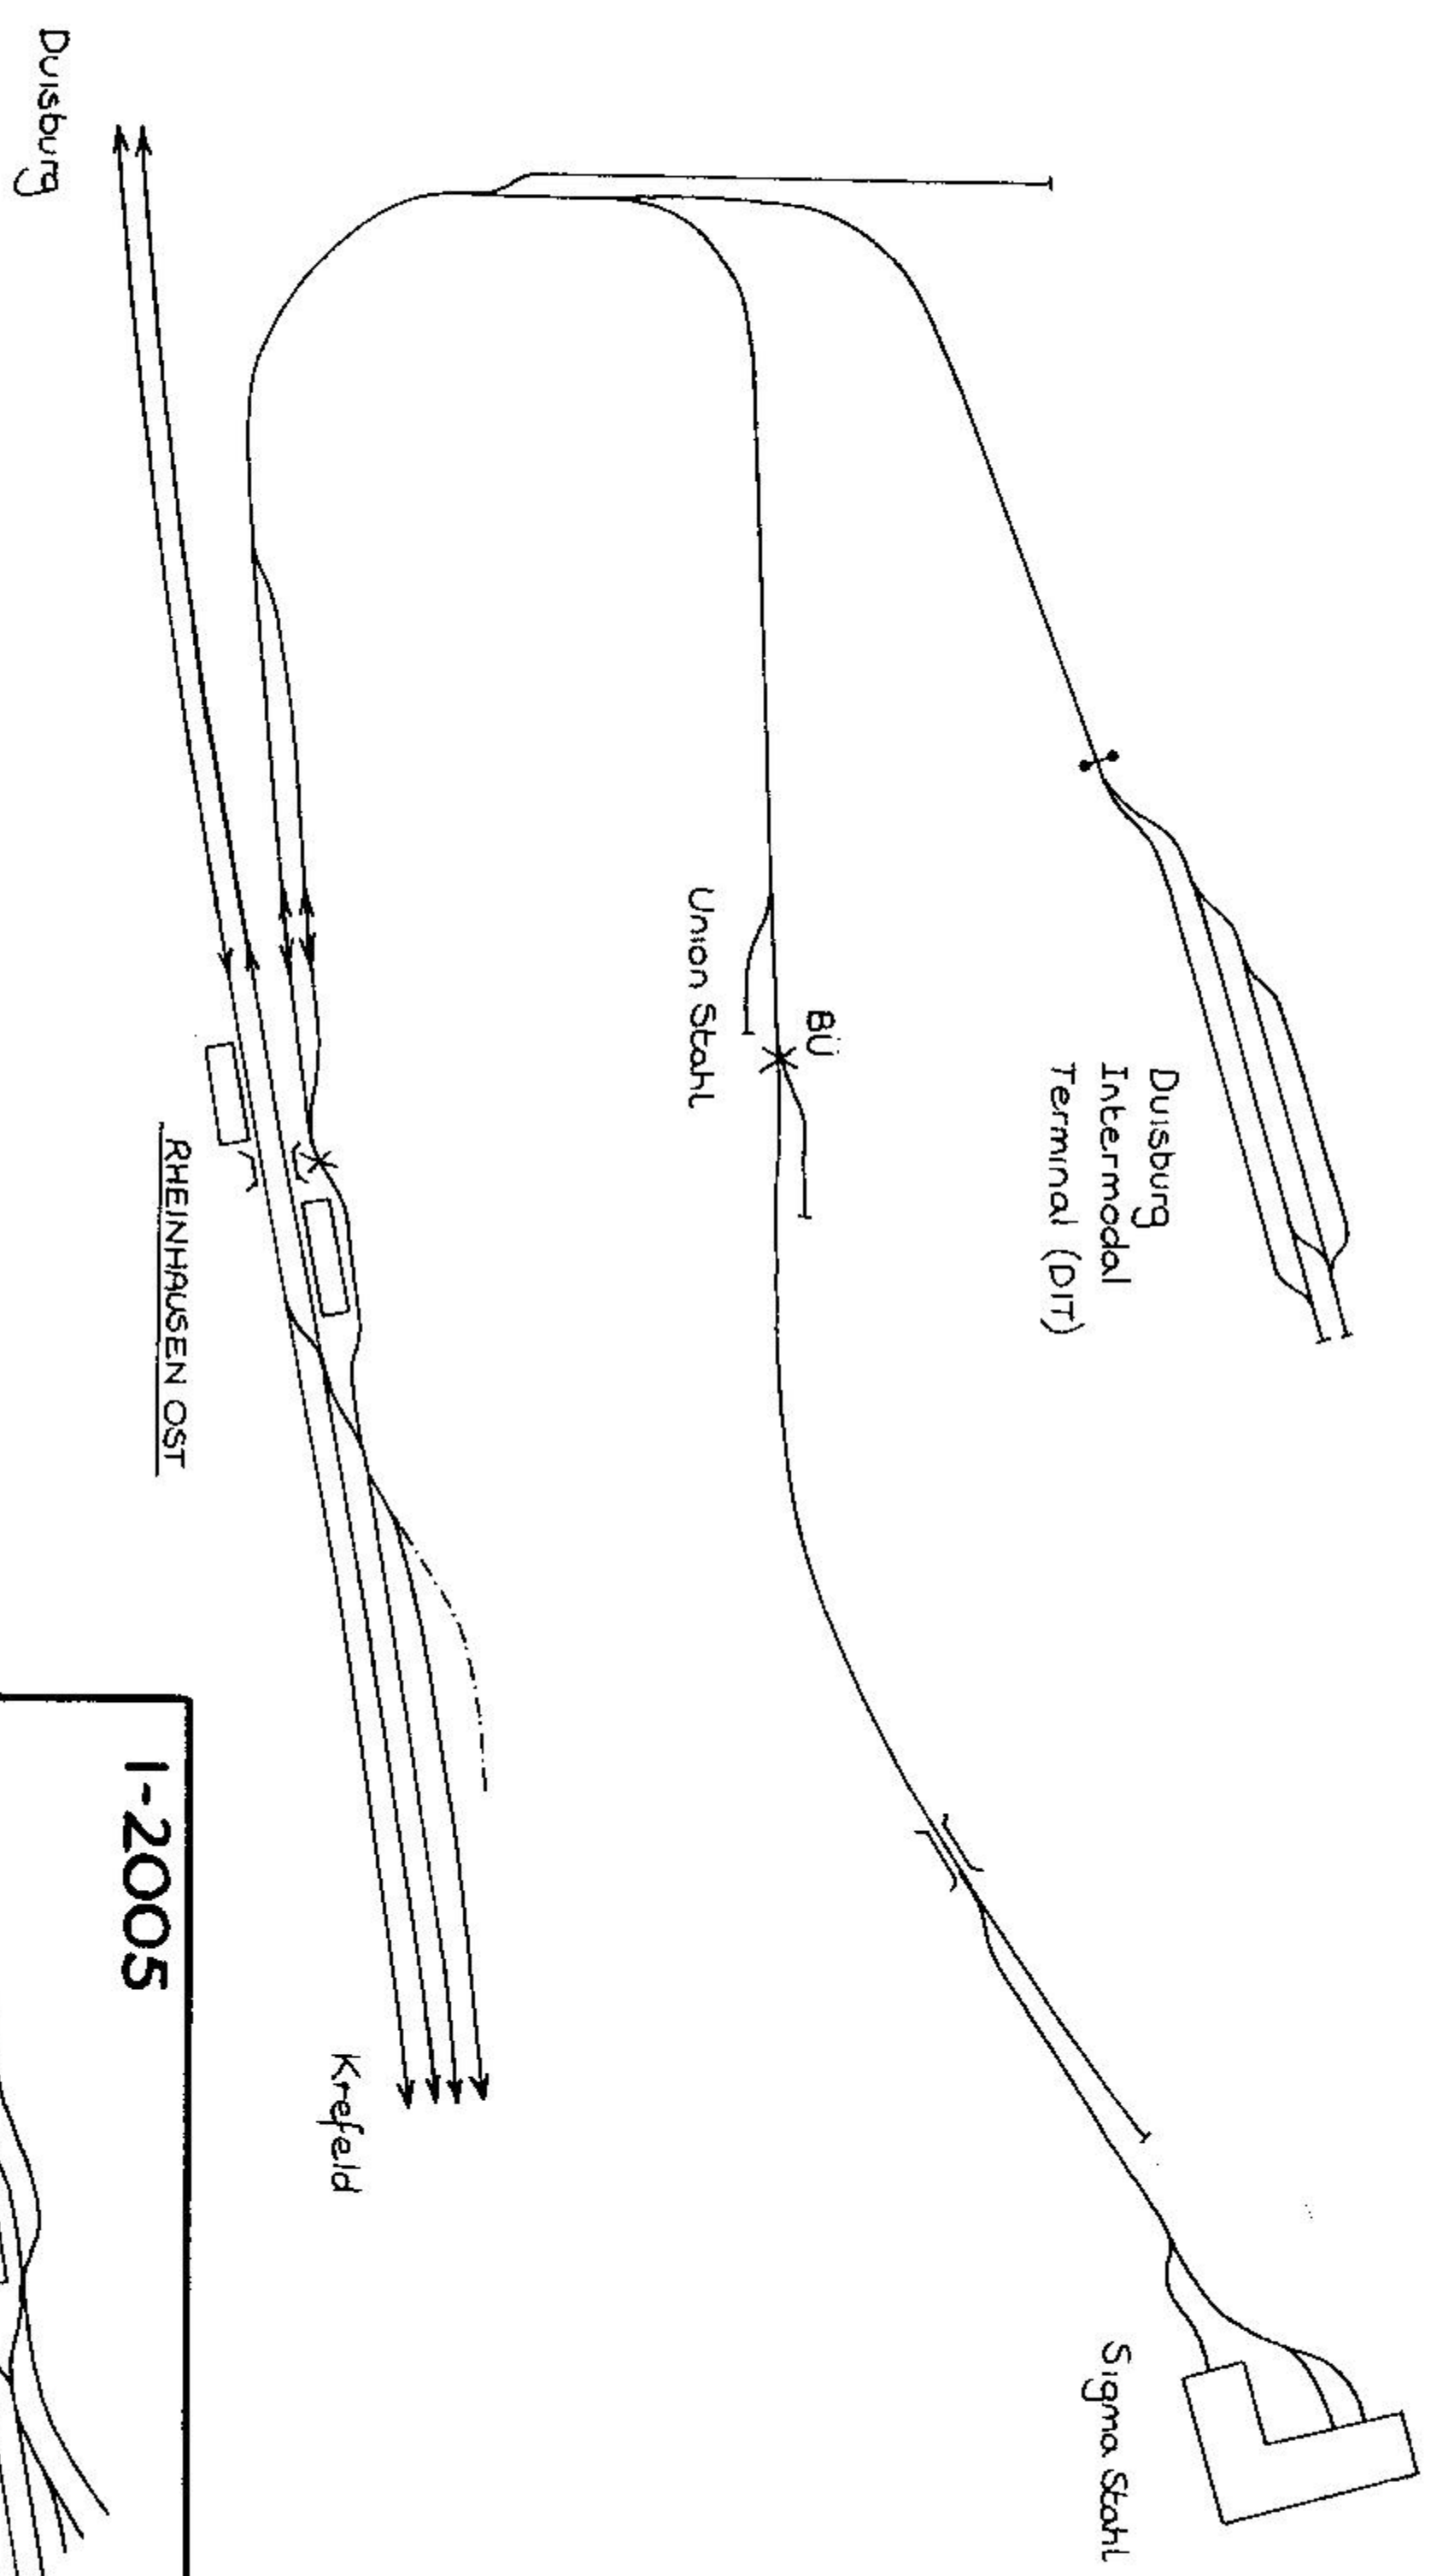 Duisburg
Intermodal
Terminal (DIT)
BÜ
Union Stahl
Sigma Stahl
Duisburg
RHEINHAUSEN OST
Krefeld
1-2005